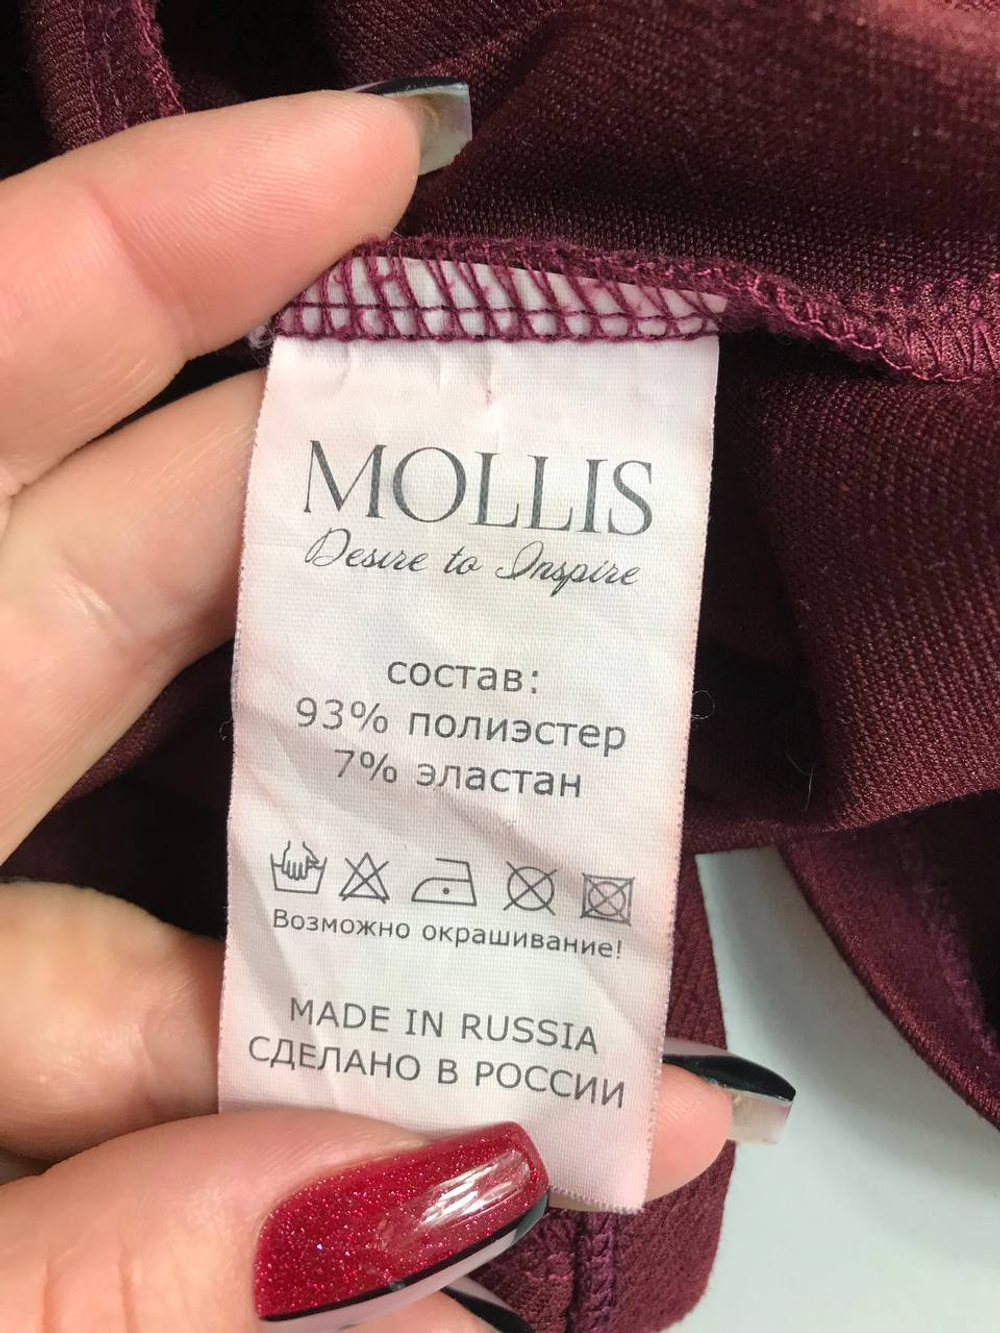 MOLLIS
Desire to Inspire
состав:
93% полиэстер
7% эластан
Возможно окрашивание!
MADE IN RUSSIA
СДЕЛАНО В РОССИИ